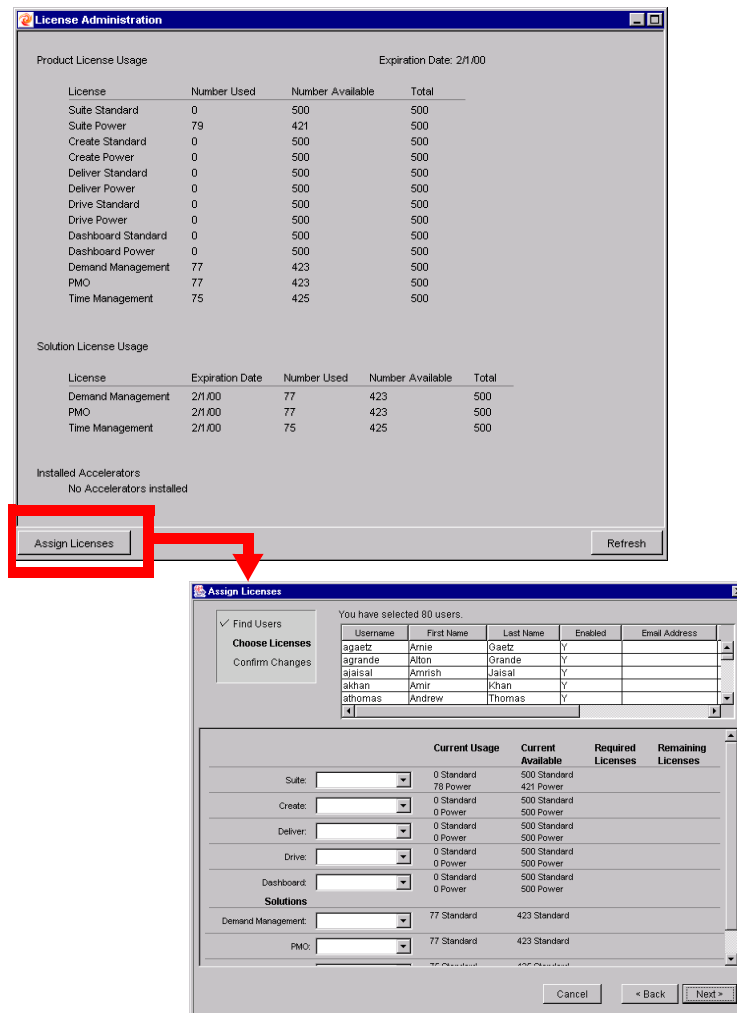 License Administration
Product License Usage Expiration Date: 2/1/00
License Number Used Number Available Total
Suite Standard 0 500 500
Suite Power 79 421 500
Create Standard 0 500 500
Create Power 0 500 500
Deliver Standard 0 500 500
Deliver Power 0 500 500
Drive Standard 0 500 500
Drive Power 0 500 500
Dashboard Standard 0 500 500
Dashboard Power 0 500 500
Demand Management 77 423 500
PMO 77 423 500
Time Management 75 425 500
Solution License Usage
License Expiration Date Number Used Number Available Total
Demand Management 2/1/00 77 423 500
PMO 2/1/00 77 423 500
Time Management 2/1/00 75 425 500
Installed Accelerators
No Accelerators installed
Assign Licenses Refresh
Assign Licenses
Find Users
Choose Licenses
Confirm Changes
You have selected 80 users.
Username First Name Last Name Enabled Email Address
agaetz Arnie Gaetz Y
agrande Alton Grande Y
ajaisal Amrish Jaisal Y
akhan Amir Khan Y
athomas Andrew Thomas Y
Current Usage Current Available Required Licenses Remaining Licenses
Suite: 0 Standard 500 Standard
78 Power 421 Power
Create: 0 Standard 500 Standard
0 Power 500 Power
Deliver: 0 Standard 500 Standard
0 Power 500 Power
Drive: 0 Standard 500 Standard
0 Power 500 Power
Dashboard: 0 Standard 500 Standard
0 Power 500 Power
Solutions
Demand Management: 77 Standard 423 Standard
PMO: 77 Standard 423 Standard
Cancel < Back Next >